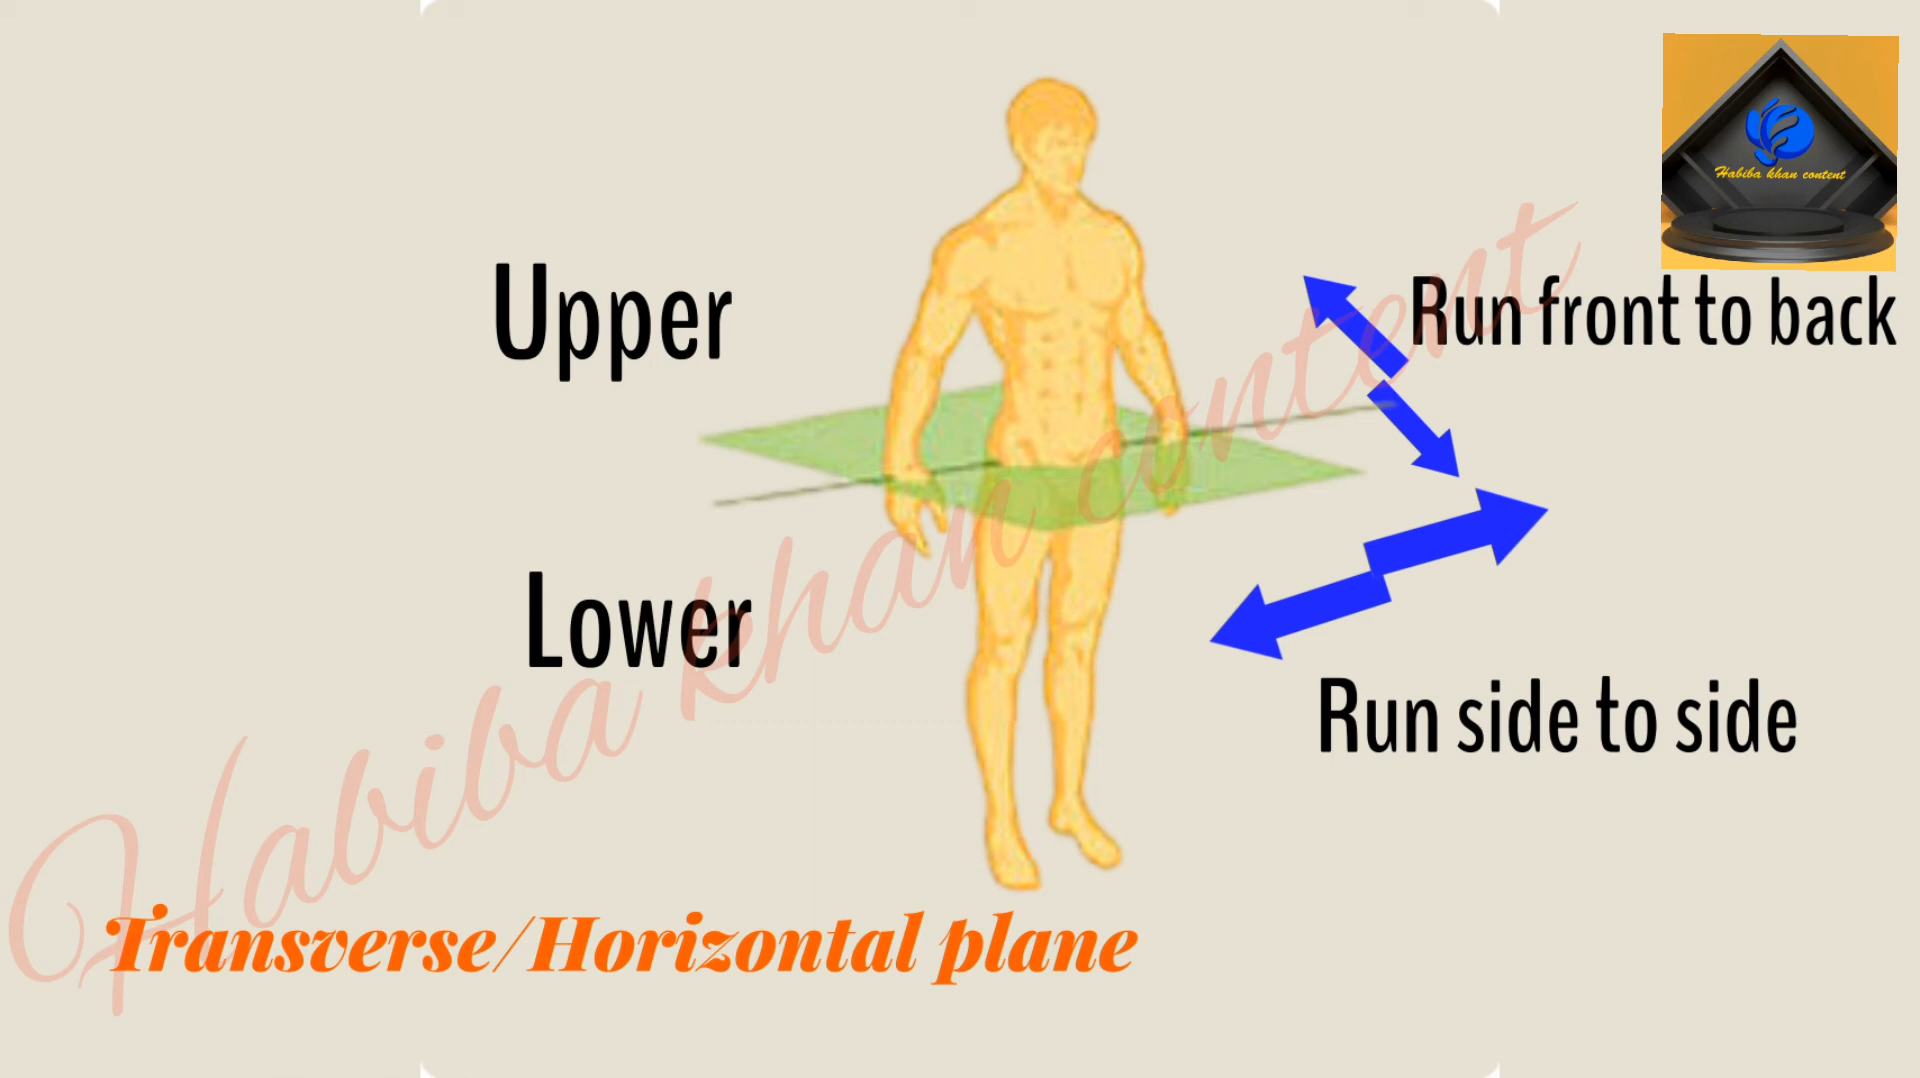 Habiba khan content
Upper
Run front to back
Lower
Run side to side
Habiba khan content
Transverse/Horizontal plane